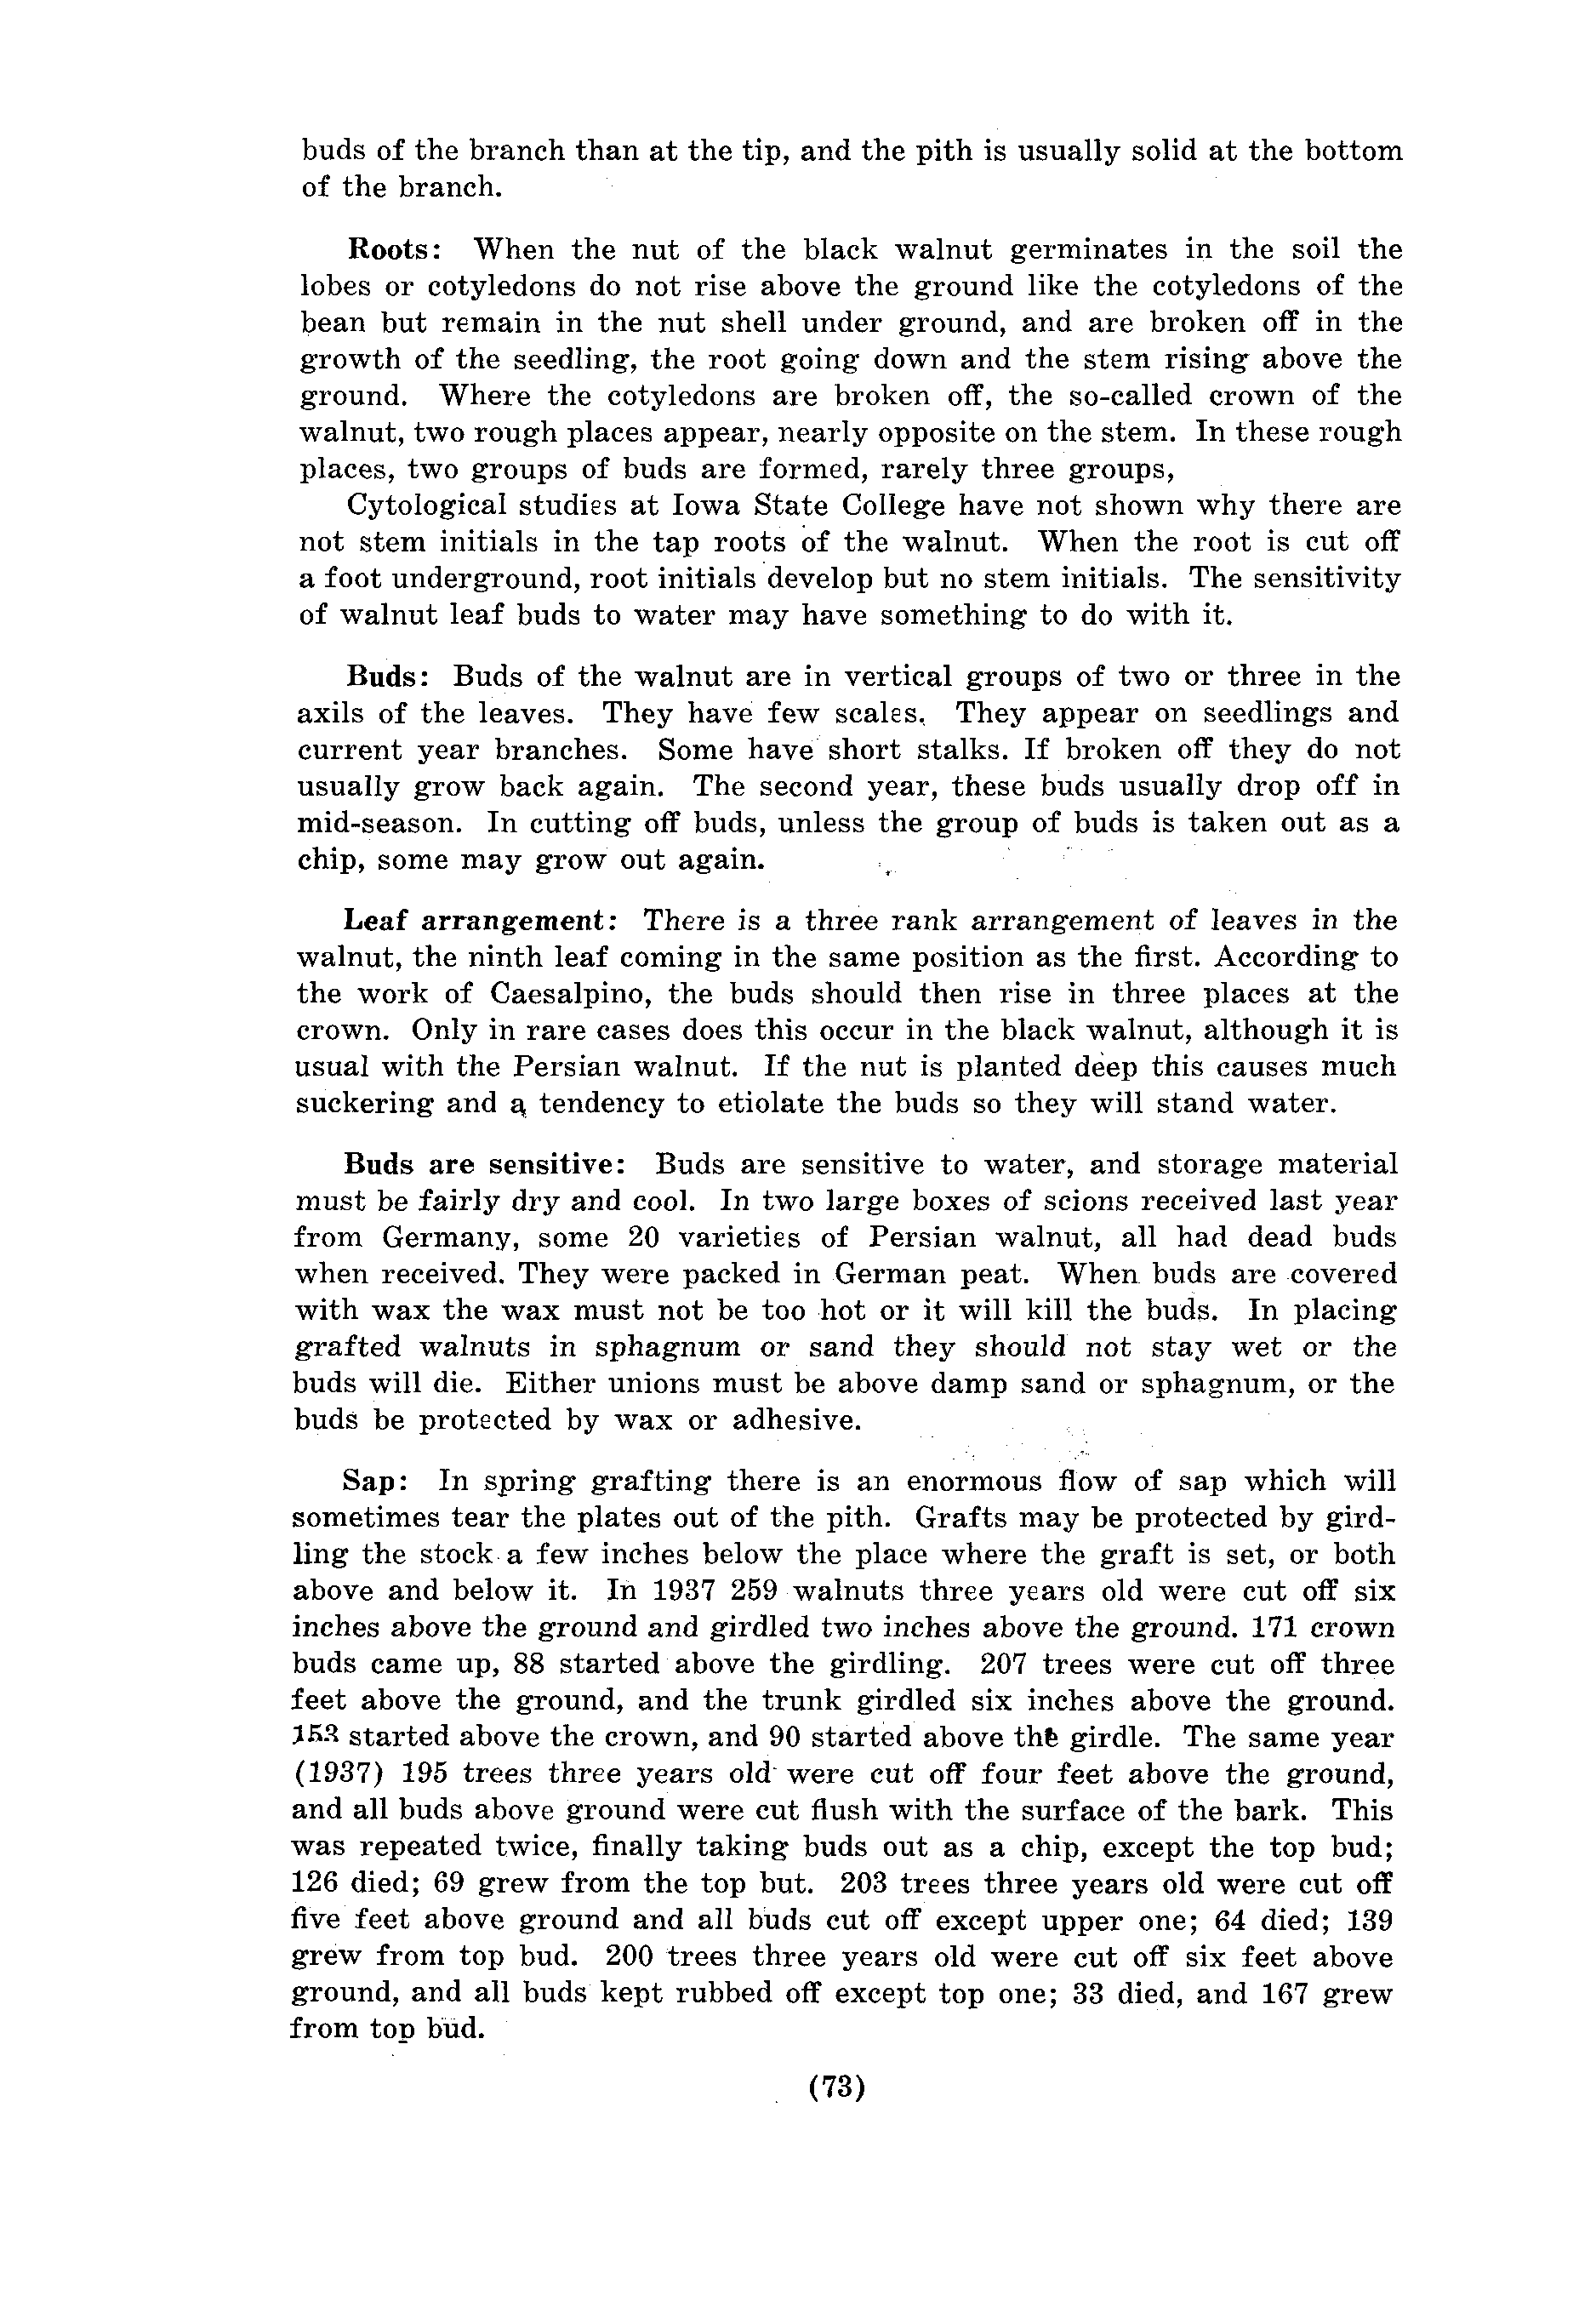 buds of the branch than at the tip, and the pith is usually solid at the bottom
of the branch.
Roots: When the nut of the black walnut germinates in the soil the
lobes or cotyledons do not rise above the ground like the cotyledons of the
bean but remain in the nut shell under ground, and are broken off in the
growth of the seedling, the root going down and the stem rising above the
ground. Where the cotyledons are broken off, the so-called crown of the
walnut, two rough places appear, nearly opposite on the stem. In these rough
places, two groups of buds are formed, rarely three groups,
Cytological studies at Iowa State College have not shown why there are
not stem initials in the tap roots of the walnut. When the root is cut off
a foot underground, root initials develop but no stem initials. The sensitivity
of walnut leaf buds to water may have something to do with it.
Buds: Buds of the walnut are in vertical groups of two or three in the
axils of the leaves. They have few scales. They appear on seedlings and
current year branches. Some have short stalks. If broken off they do not
usually grow back again. The second year, these buds usually drop off in
mid-season. In cutting off buds, unless the group of buds is taken out as a
chip, some may grow out again.
Leaf arrangement: There is a three rank arrangement of leaves in the
walnut, the ninth leaf coming in the same position as the first. According to
the work of Caesalpino, the buds should then rise in three places at the
crown. Only in rare cases does this occur in the black walnut, although it is
usual with the Persian walnut. If the nut is planted deep this causes much
suckering and a tendency to etiolate the buds so they will stand water.
Buds are sensitive: Buds are sensitive to water, and storage material
must be fairly dry and cool. In two large boxes of scions received last year
from Germany, some 20 varieties of Persian walnut, all had dead buds
when received. They were packed in German peat. When buds are covered
with wax the wax must not be too hot or it will kill the buds. In placing
grafted walnuts in sphagnum or sand they should not stay wet or the
buds will die. Either unions must be above damp sand or sphagnum, or the
buds be protected by wax or adhesive.
Sap: In spring grafting there is an enormous flow of sap which will
sometimes tear the plates out of the pith. Grafts may be protected by gird-
ling the stock a few inches below the place where the graft is set, or both
above and below it. In 1937 259 walnuts three years old were cut off six
inches above the ground and girdled two inches above the ground. 171 crown
buds came up, 88 started above the girdling. 207 trees were cut off three
feet above the ground, and the trunk girdled six inches above the ground.
153 started above the crown, and 90 started above the girdle. The same year
(1937) 195 trees three years old were cut off four feet above the ground,
and all buds above ground were cut flush with the surface of the bark. This
was repeated twice, finally taking buds out as a chip, except the top bud;
126 died; 69 grew from the top but. 203 trees three years old were cut off
five feet above ground and all buds cut off except upper one; 64 died; 139
grew from top bud. 200 trees three years old were cut off six feet above
ground, and all buds kept rubbed off except top one; 33 died, and 167 grew
from top bud.
(73)